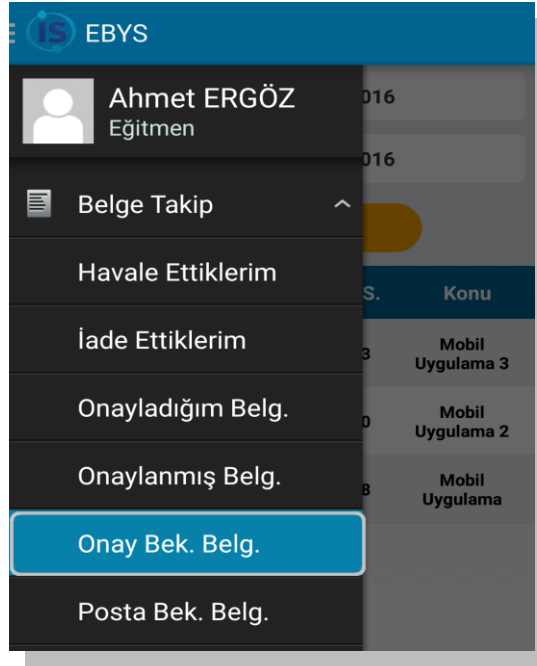 iS EBYS
Ahmet ERGÖZ
Eğitmen
016
016
Belge Takip
Havale Ettiklerim
S. Konu
İade Ettiklerim
3 Mobil
Uygulama 3
Onayladığım Belg.
0 Mobil
Uygulama 2
Onaylanmış Belg.
8 Mobil
Uygulama
Onay Bek. Belg.
Posta Bek. Belg.